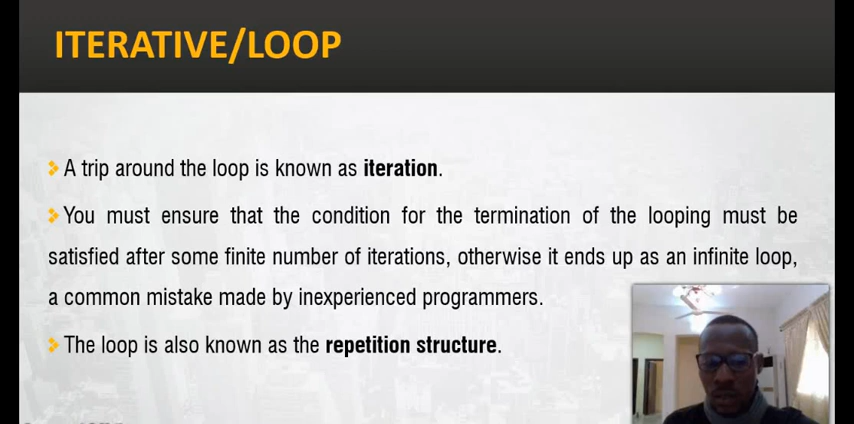 ITERATIVE/LOOP
A trip around the loop is known as iteration.
You must ensure that the condition for the termination of the looping must be
satisfied after some finite number of iterations, otherwise it ends up as an infinite loop,
a common mistake made by inexperienced programmers.
The loop is also known as the repetition structure.